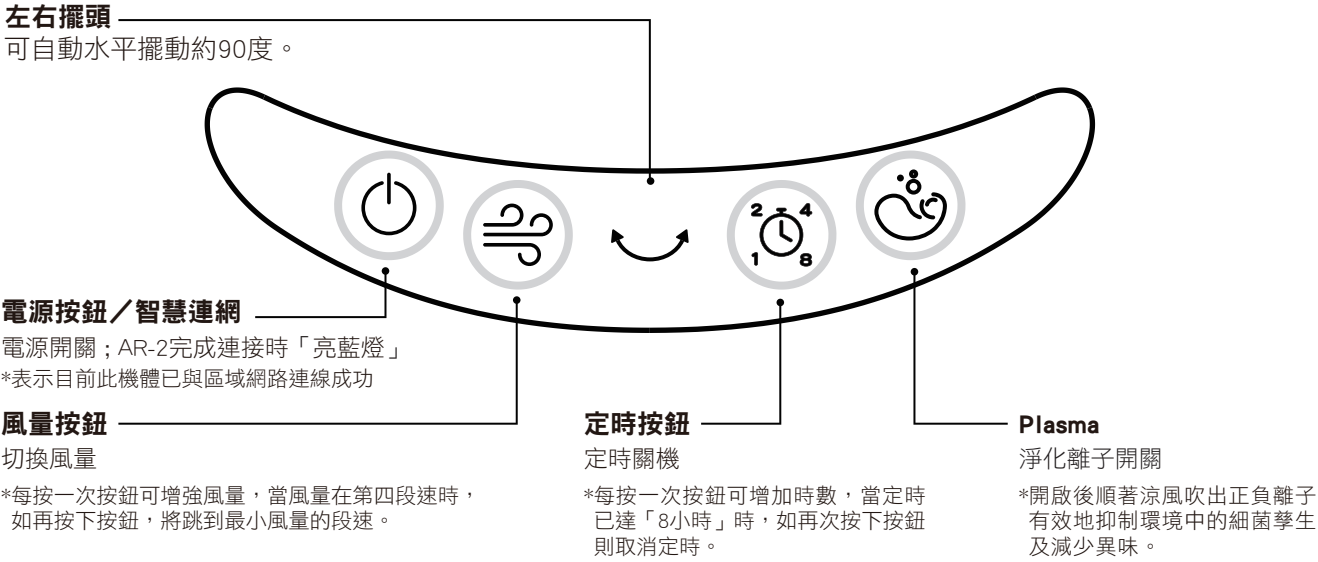 左右擺頭
可自動水平擺動約90度。
2 4
1 8
電源按鈕／智慧連網
電源開關；AR-2完成連接時「亮藍燈」
*表示目前此機體已與區域網路連線成功
風量按鈕
切換風量
*每按一次按鈕可增強風量，當風量在第四段速時，
如再按下按鈕，將跳到最小風量的段速。
定時按鈕
定時關機
*每按一次按鈕可增加時數，當定時
已達「8小時」時，如再次按下按鈕
則取消定時。
Plasma
淨化離子開關
*開啟後順著涼風吹出正負離子
有效地抑制環境中的細菌孳生
及減少異味。